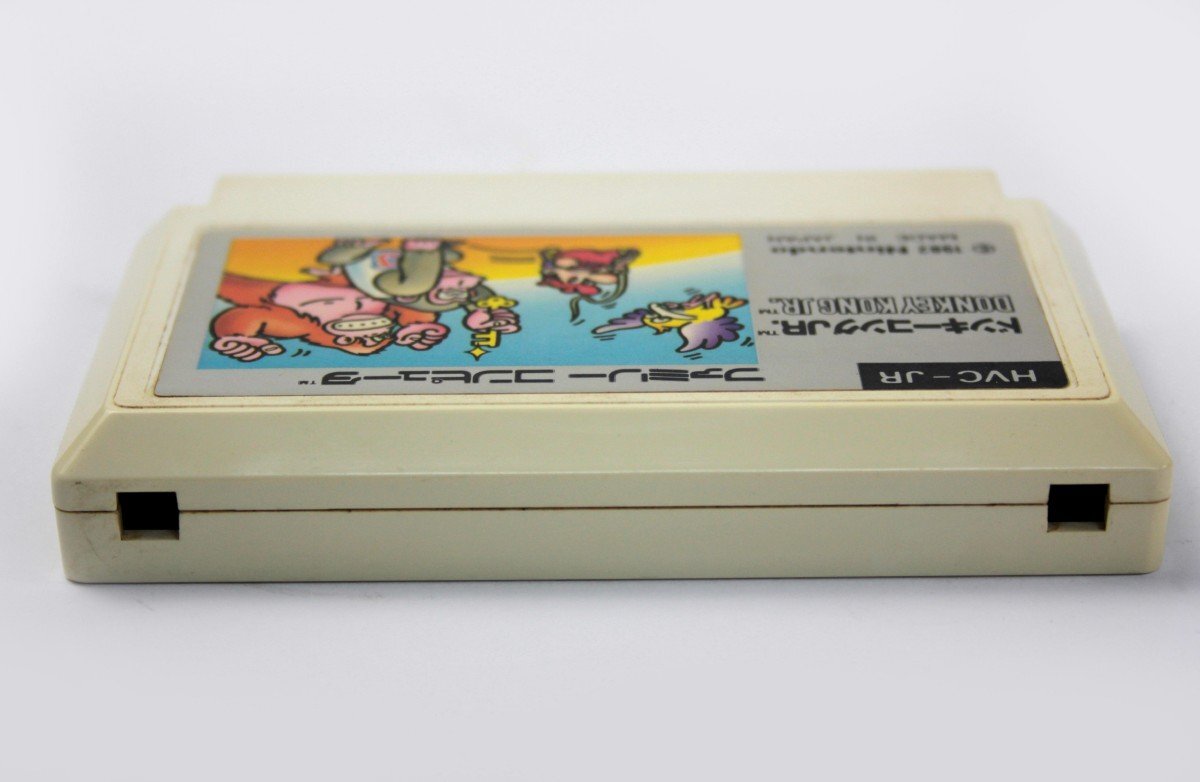 HVC-JR
ファミリー コンピュータ™
ドンキーコングJR.™
DONKEY KONG JR.™
© 1982 Nintendo
MADE IN JAPAN